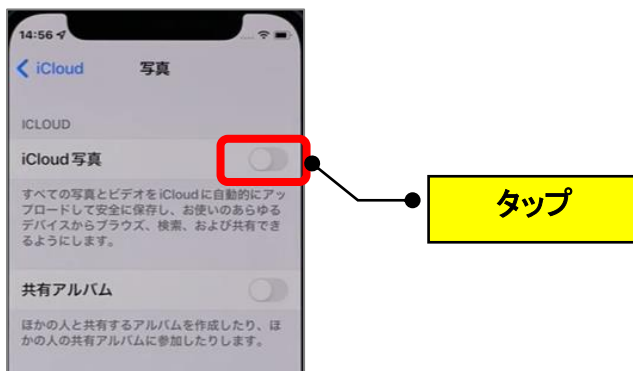 14:56
iCloud 写真
ICLOUD
iCloud写真
すべての写真とビデオをiCloudに自動的にアッ
プロードして安全に保存し、お使いのあらゆる
デバイスからブラウズ、検索、および共有でき
るようにします。
タップ
共有アルバム
ほかの人と共有するアルバムを作成したり、ほ
かの人の共有アルバムに参加したりします。